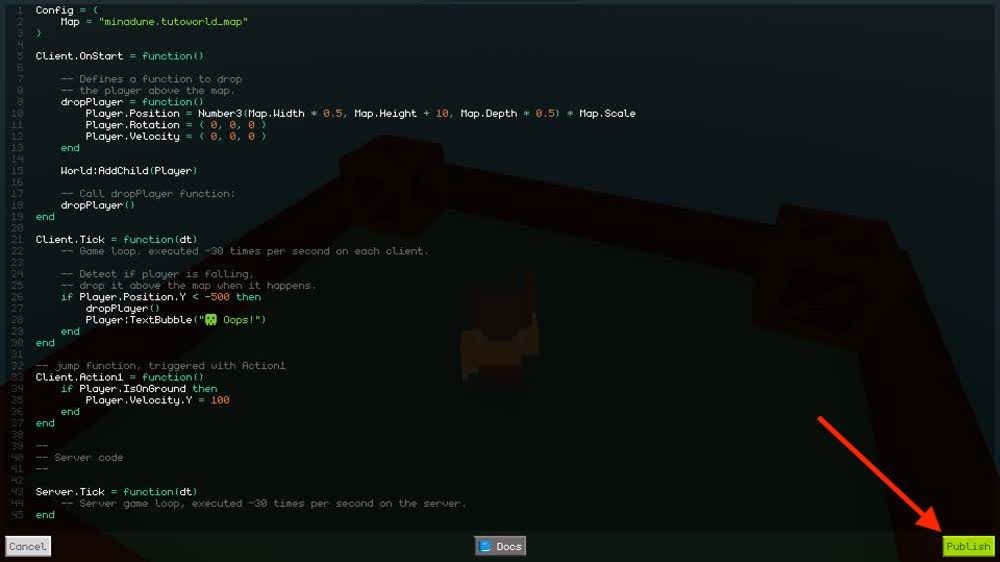 1 Config = {
2 Map = "minadune.tutoworld_map"
3 }
4
5 Client.OnStart = function()
6
7 -- Defines a function to drop
8 -- the player above the map.
9 dropPlayer = function()
10 Player.Position = Number3(Map.Width * 0.5, Map.Height + 10, Map.Depth * 0.5) * Map.Scale
11 Player.Rotation = { 0, 0, 0 }
12 Player.Velocity = { 0, 0, 0 }
13 end
14
15 World:AddChild(Player)
16
17 -- Call dropPlayer function:
18 dropPlayer()
19 end
20
21 Client.Tick = function(dt)
22 -- Game loop, executed ~30 times per second on each client.
23
24 -- Detect if player is falling,
25 -- drop it above the map when it happens.
26 if Player.Position.Y < -500 then
27 dropPlayer()
28 Player:TextBubble("💀 Oops!")
29 end
30 end
31
32 -- jump function, triggered with Action1
33 Client.Action1 = function()
34 if Player.IsOnGround then
35 Player.Velocity.Y = 100
36 end
37 end
38
39 --
40 -- Server code
41 --
42
43 Server.Tick = function(dt)
44 -- Server game loop, executed ~30 times per second on the server.
45 end
Cancel
Docs
Publish